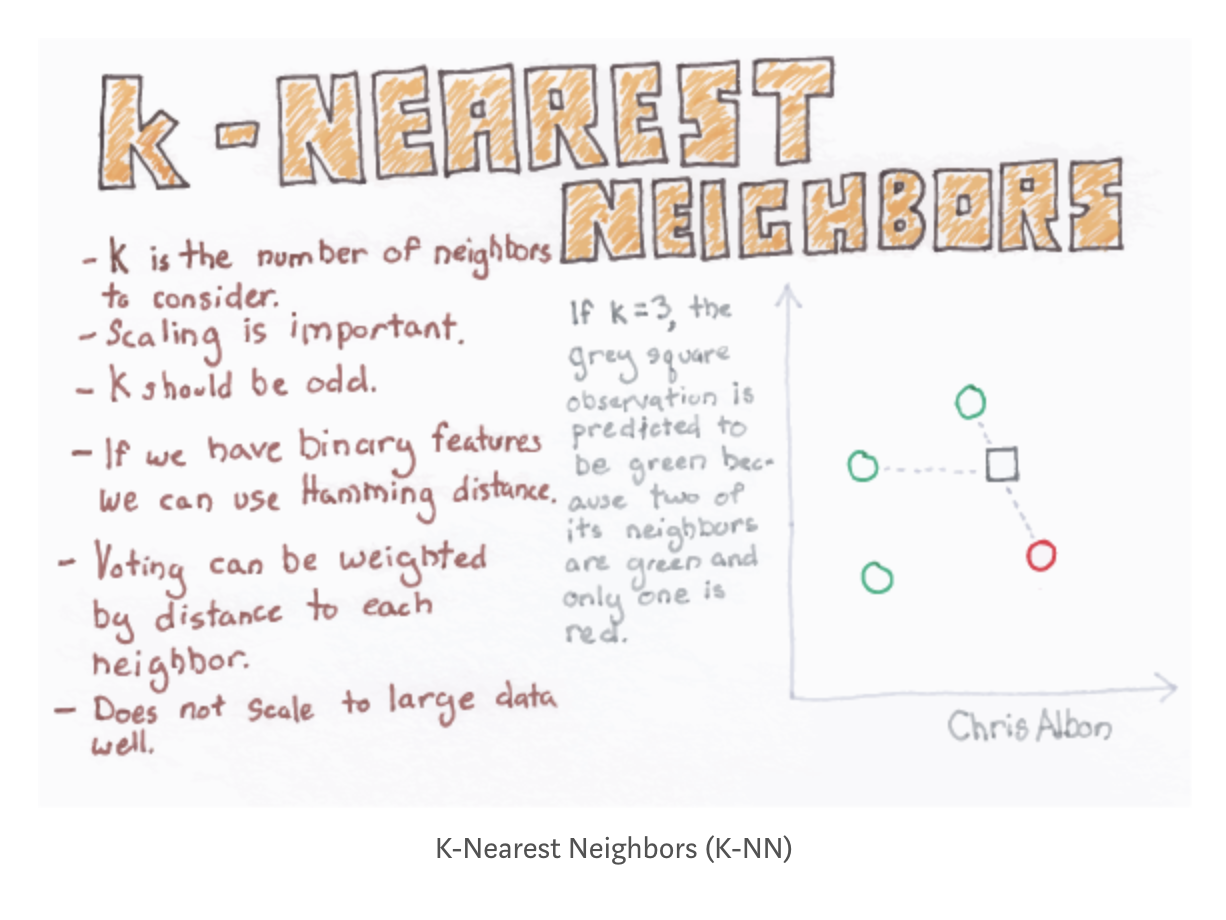 k-NEAREST
NEIGHBORS
- K is the number of neighbors
to consider.
- Scaling is important.
- K should be odd.
- If we have binary features
we can use Hamming distance.
- Voting can be weighted
by distance to each
neighbor.
- Does not scale to large data
well.
If k=3, the
grey square
observation is
predicted to
be green bec-
ause two of
its neighbors
are green and
only one is
red.
Chris Albon
K-Nearest Neighbors (K-NN)